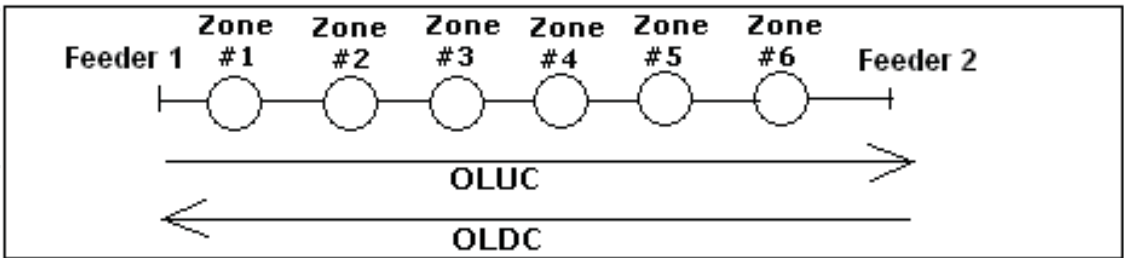 Feeder 1
Zone #1
Zone #2
Zone #3
Zone #4
Zone #5
Zone #6
Feeder 2
OLUC
OLDC